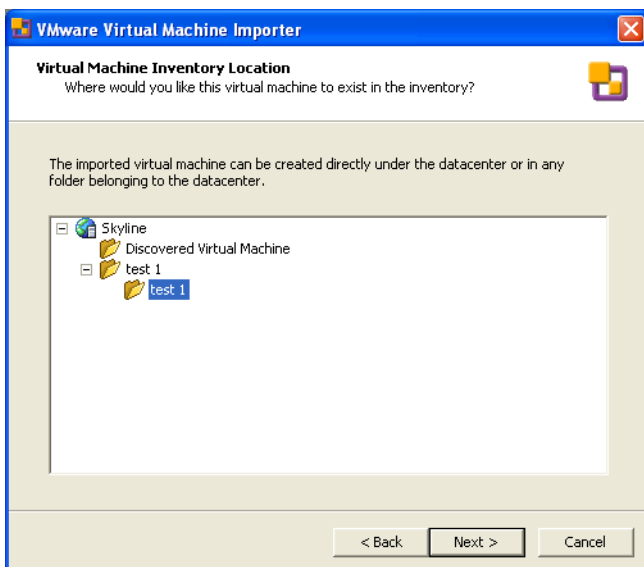 VMware Virtual Machine Importer
Virtual Machine Inventory Location
Where would you like this virtual machine to exist in the inventory?
The imported virtual machine can be created directly under the datacenter or in any
folder belonging to the datacenter.
Skyline
Discovered Virtual Machine
test 1
test 1
< Back
Next >
Cancel